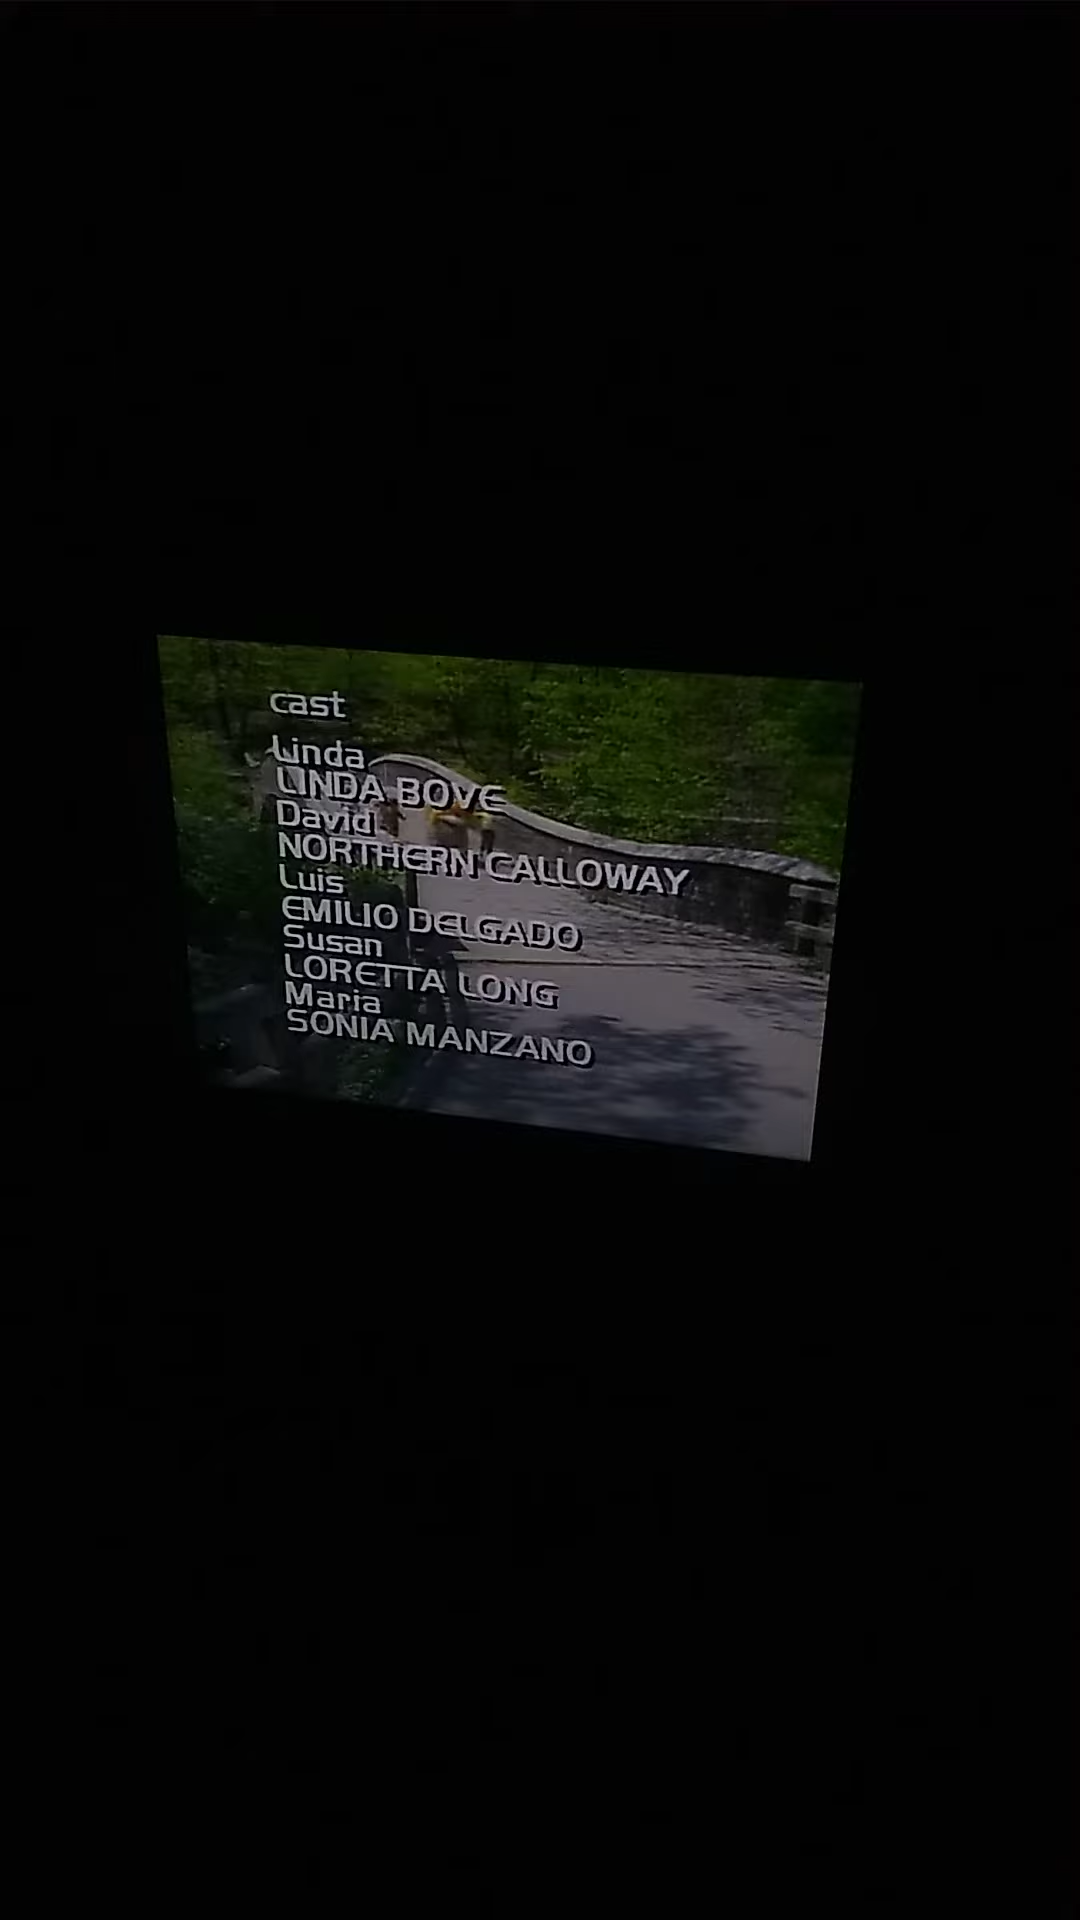 cast
Linda
LINDA BOVE
David
NORTHERN CALLOWAY
Luis
EMILIO DELGADO
Susan
LORETTA LONG
Maria
SONIA MANZANO